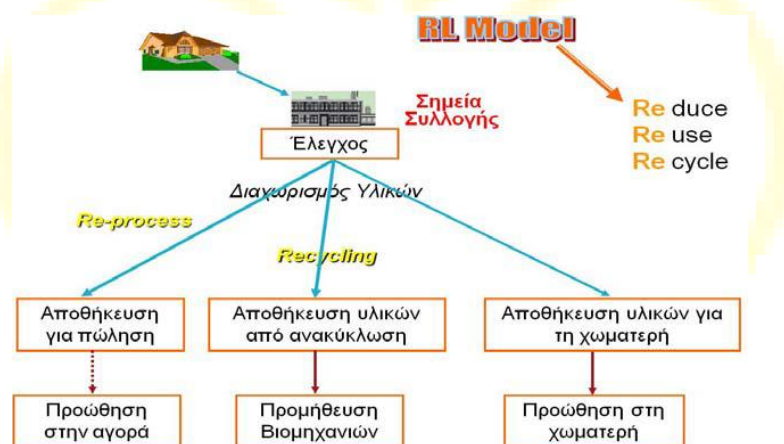 RL Model
Σημεία
Συλλογής
Re duce
Re use
Re cycle
Έλεγχος
Διαχωρισμός Υλικών
Re-process
Recycling
Αποθήκευση
για πώληση
Αποθήκευση υλικών
από ανακύκλωση
Αποθήκευση υλικών για
τη χωματερή
Προώθηση
στην αγορά
Προμήθευση
Βιομηχανιών
Προώθηση στη
χωματερή